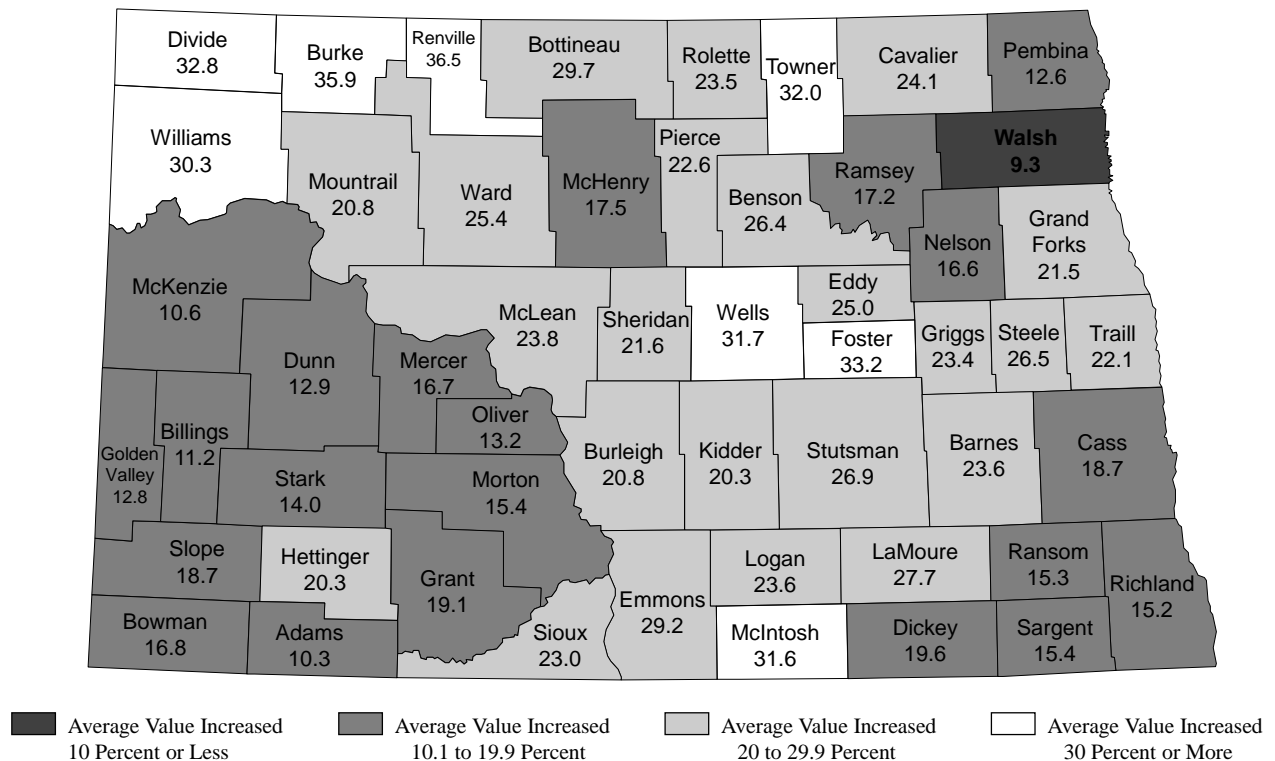 Divide
32.8
Burke
35.9
Renville
36.5
Bottineau
29.7
Rolette
23.5
Towner
32.0
Cavalier
24.1
Pembina
12.6
Williams
30.3
Mountrail
20.8
Ward
25.4
McHenry
17.5
Pierce
22.6
Benson
26.4
Ramsey
17.2
Walsh
9.3
Nelson
16.6
Grand
Forks
21.5
McKenzie
10.6
Dunn
12.9
Mercer
16.7
Oliver
13.2
McLean
23.8
Sheridan
21.6
Wells
31.7
Eddy
25.0
Foster
33.2
Griggs
23.4
Steele
26.5
Traill
22.1
Golden
Valley
12.8
Billings
11.2
Stark
14.0
Morton
15.4
Burleigh
20.8
Kidder
20.3
Stutsman
26.9
Barnes
23.6
Cass
18.7
Slope
18.7
Hettinger
20.3
Grant
19.1
Bowman
16.8
Adams
10.3
Sioux
23.0
Emmons
29.2
Logan
23.6
LaMoure
27.7
Ransom
15.3
Richland
15.2
McIntosh
31.6
Dickey
19.6
Sargent
15.4
Average Value Increased
10 Percent or Less
Average Value Increased
10.1 to 19.9 Percent
Average Value Increased
20 to 29.9 Percent
Average Value Increased
30 Percent or More